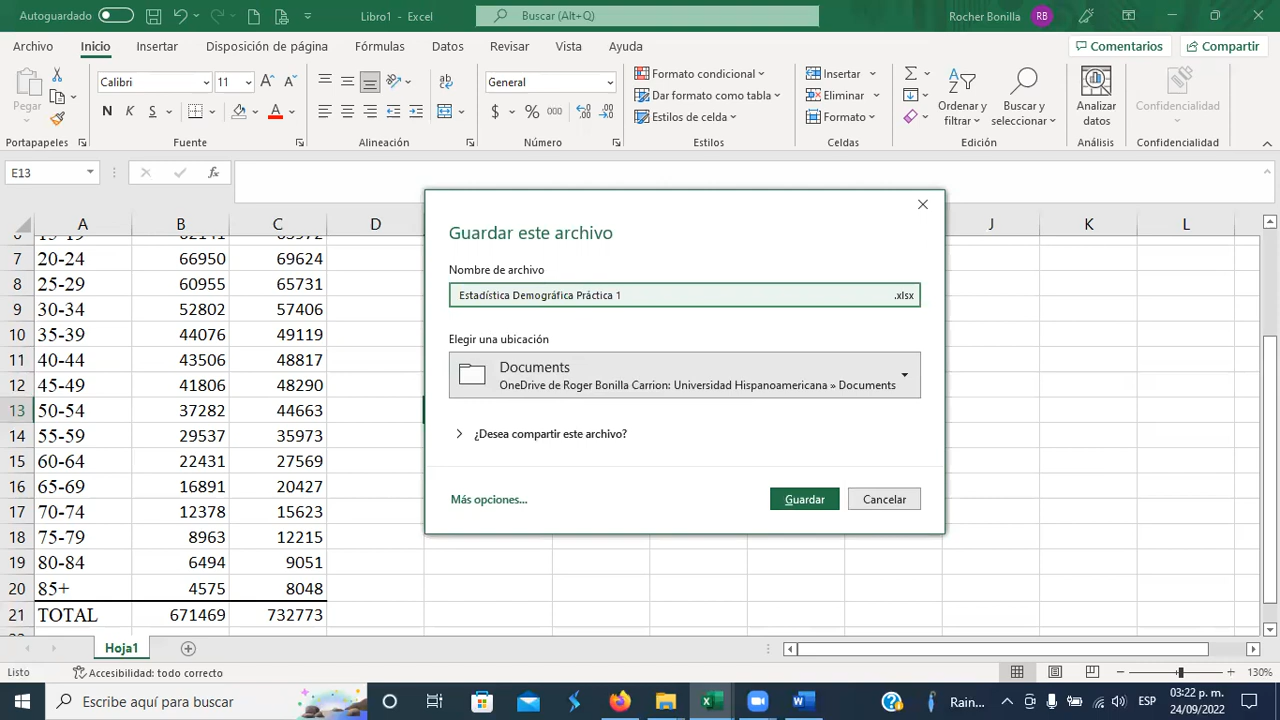 Autoguardado
Libro1 - Excel
Buscar (Alt+Q)
Rocher Bonilla
RB
Archivo
Inicio
Insertar
Disposición de página
Fórmulas
Datos
Revisar
Vista
Ayuda
Comentarios
Compartir
Pegar
Portapapeles
Calibri
11
N
K
S
A
Fuente
ab
Alineación
General
$
%
000
Número
Formato condicional
Dar formato como tabla
Estilos de celda
Estilos
Insertar
Eliminar
Formato
Celdas
Ordenar y filtrar
Buscar y seleccionar
Edición
Analizar datos
Análisis
Confidencialidad
Confidencialidad
E13
fx
A B C D J K L
7 20-24 66950 69624
8 25-29 60955 65731
9 30-34 52802 57406
10 35-39 44076 49119
11 40-44 43506 48817
12 45-49 41806 48290
13 50-54 37282 44663
14 55-59 29537 35973
15 60-64 22431 27569
16 65-69 16891 20427
17 70-74 12378 15623
18 75-79 8963 12215
19 80-84 6494 9051
20 85+ 4575 8048
21 TOTAL 671469 732773
Guardar este archivo
Nombre de archivo
Estadística Demográfica Práctica 1 .xlsx
Elegir una ubicación
Documents
OneDrive de Roger Bonilla Carrion: Universidad Hispanoamericana » Documents
¿Desea compartir este archivo?
Más opciones...
Guardar
Cancelar
Hoja1
Listo
Accesibilidad: todo correcto
130%
Escribe aquí para buscar
Rain...
ESP
03:22 p. m.
24/09/2022